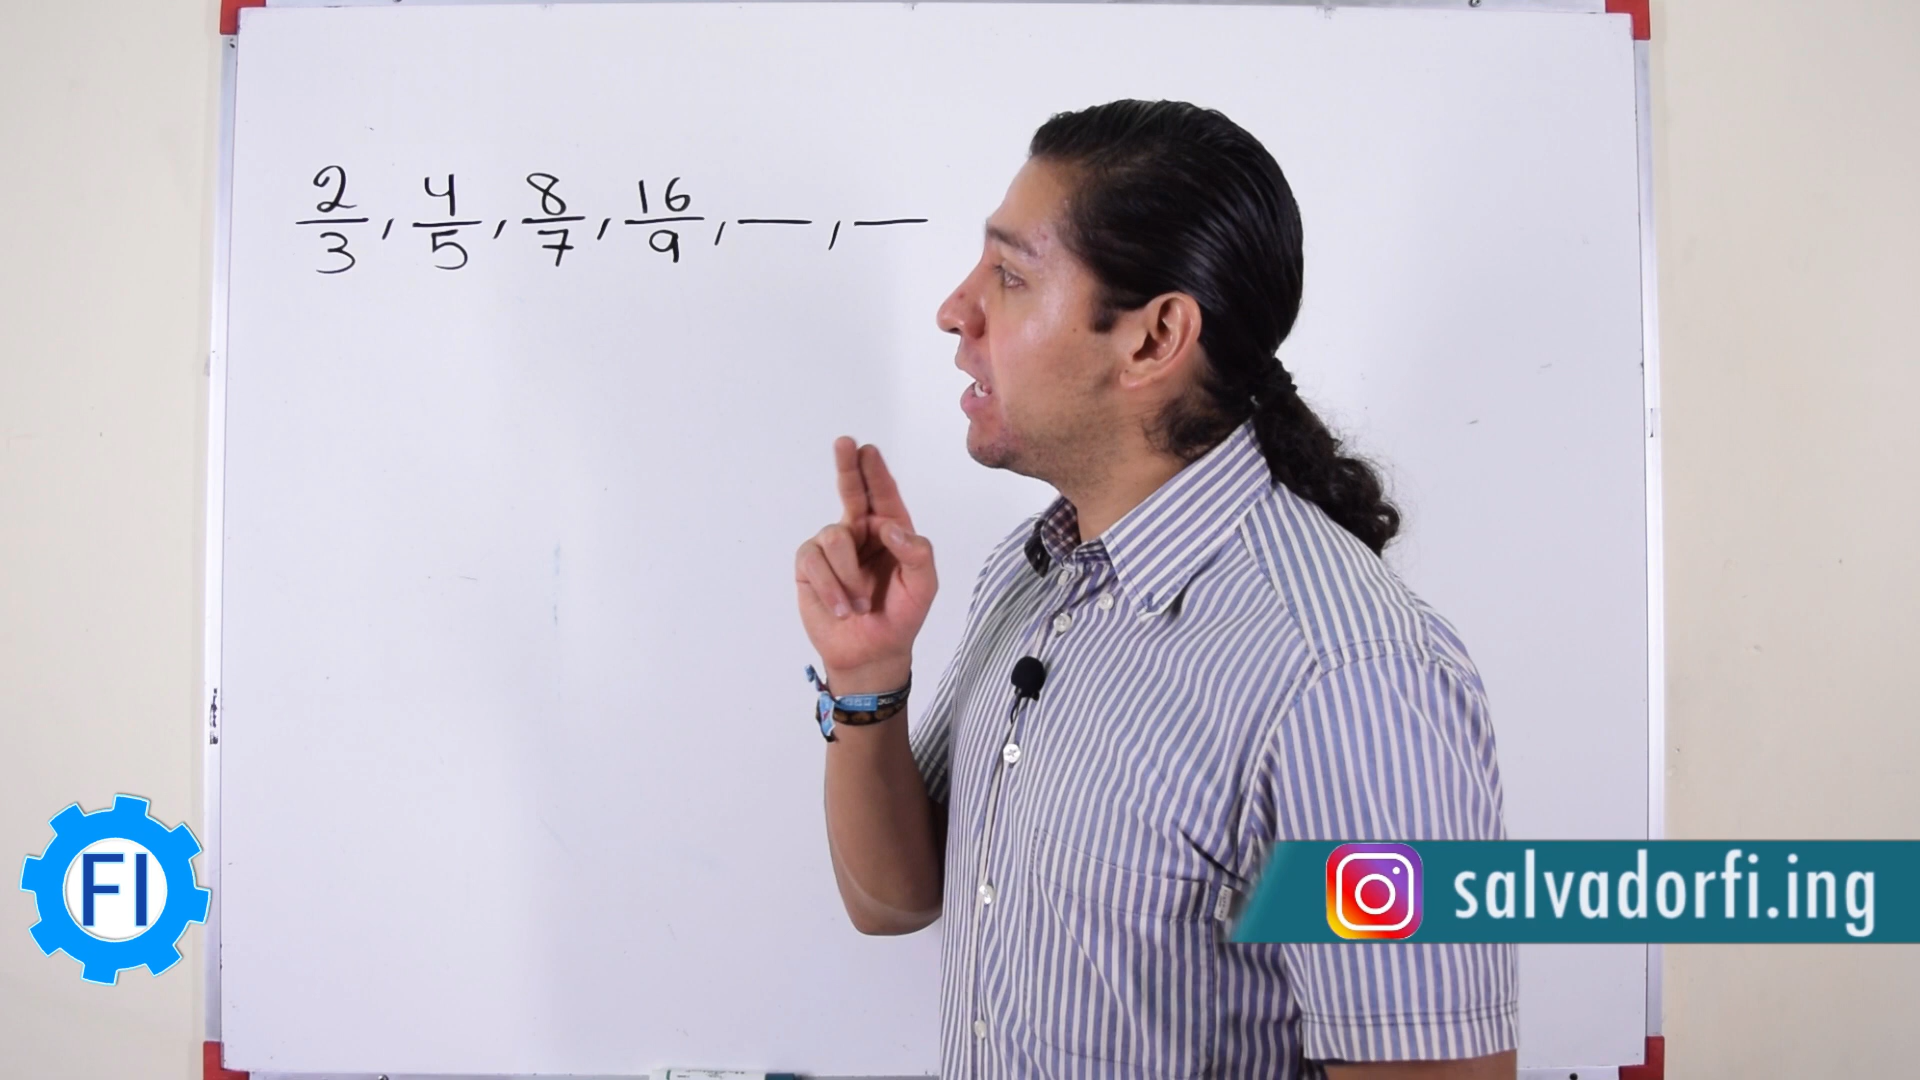 2/3, 4/5, 8/7, 16/9, —, —
FI
salvadorfi.ing